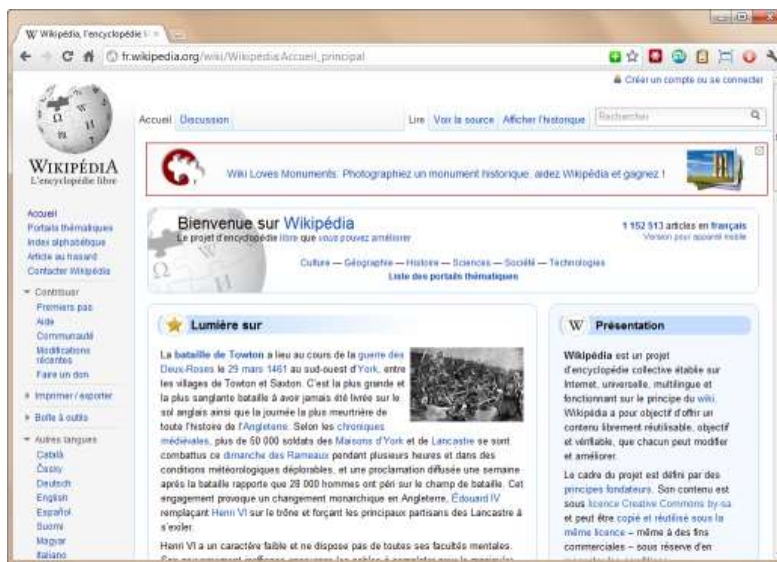 Wikipédia, l'encyclopédie li
fr.wikipedia.org/wiki/Wikipédia:Accueil_principal
Créer un compte ou se connecter
Accueil Discussion Lire Voir la source Afficher l'historique Rechercher
WIKIPÉDIA
L'encyclopédie libre
Wiki Loves Monuments: Photographiez un monument historique, aidez Wikipédia et gagnez !
Accueil
Portails thématiques
Index alphabétique
Article au hasard
Contacter Wikipédia
Contribuer
Premiers pas
Aide
Communauté
Modifications
récentes
Faire un don
Imprimer / exporter
Boîte à outils
Autres langues
Català
Česky
Deutsch
English
Español
Suomi
Magyar
Italiano
Bienvenue sur Wikipédia
Le projet d'encyclopédie libre que vous pouvez améliorer
1 152 513 articles en français
Version pour appareil mobile
Culture — Géographie — Histoire — Sciences — Société — Technologies
Liste des portails thématiques
Lumière sur
La bataille de Towton a lieu au cours de la guerre des
Deux-Roses le 29 mars 1461 au sud-ouest d'York, entre
les villages de Towton et Saxton. C'est la plus grande et
la plus sanglante bataille à avoir jamais été livrée sur le
sol anglais ainsi que la journée la plus meurtrière de
toute l'histoire de l'Angleterre. Selon les chroniques
médiévales, plus de 50 000 soldats des Maisons d'York et de Lancastre se sont
combattus ce dimanche des Rameaux pendant plusieurs heures et dans des
conditions météorologiques déplorables, et une proclamation diffusée une semaine
après la bataille rapporte que 28 000 hommes ont péri sur le champ de bataille. Cet
engagement provoque un changement monarchique en Angleterre, Édouard IV
remplaçant Henri VI sur le trône et forçant les principaux partisans des Lancastre à
s'exiler.
Henri VI a un caractère faible et ne dispose pas de toutes ses facultés mentales.
W Présentation
Wikipédia est un projet
d'encyclopédie collective établie sur
Internet, universelle, multilingue et
fonctionnant sur le principe du wiki.
Wikipédia a pour objectif d'offrir un
contenu librement réutilisable, objectif
et vérifiable, que chacun peut modifier
et améliorer.
Le cadre du projet est défini par des
principes fondateurs. Son contenu est
sous licence Creative Commons by-sa
et peut être copié et réutilisé sous la
même licence – même à des fins
commerciales – sous réserve d'en